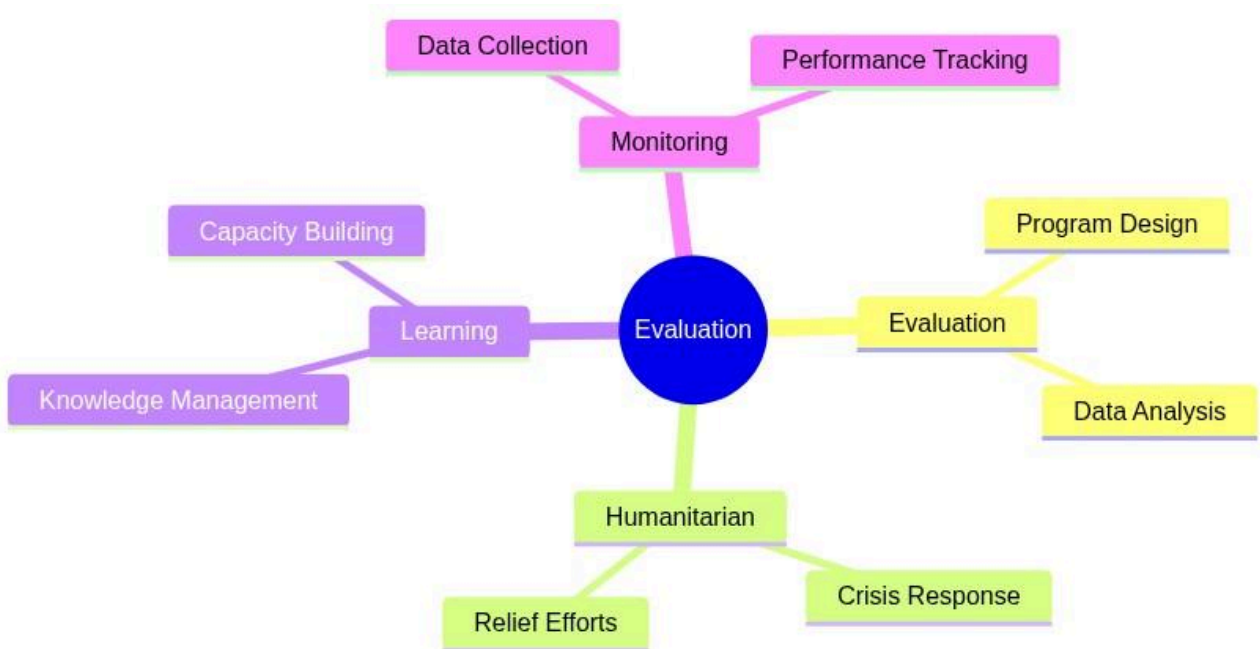 Data Collection
Performance Tracking
Monitoring
Capacity Building
Program Design
Learning
Evaluation
Evaluation
Knowledge Management
Data Analysis
Humanitarian
Relief Efforts
Crisis Response